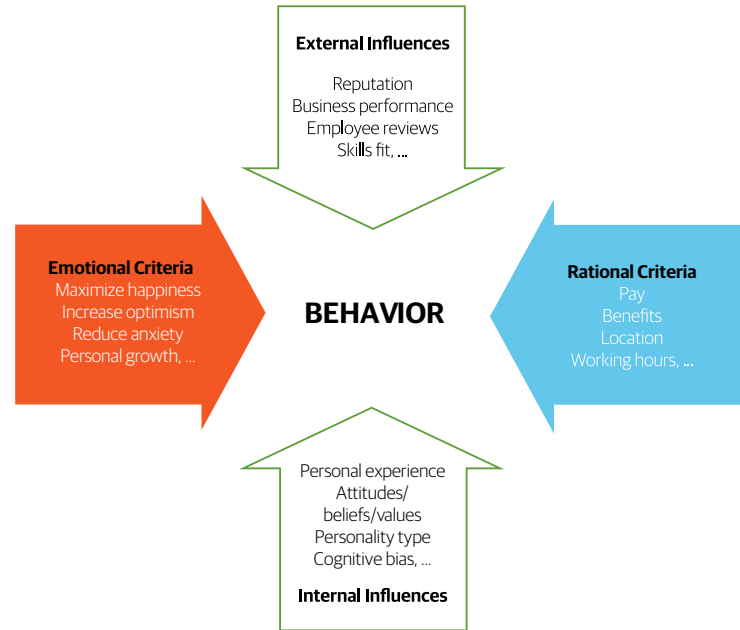 External Influences
Reputation
Business performance
Employee reviews
Skills fit, ...
Emotional Criteria
Maximize happiness
Increase optimism
Reduce anxiety
Personal growth, ...
BEHAVIOR
Rational Criteria
Pay
Benefits
Location
Working hours, ...
Personal experience
Attitudes/
beliefs/values
Personality type
Cognitive bias, ...
Internal Influences